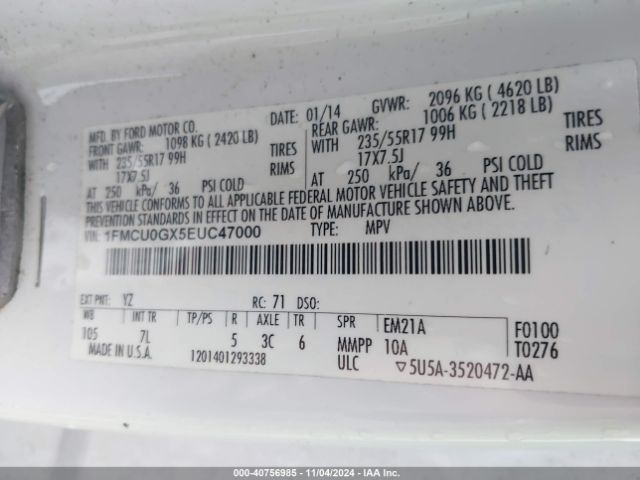 MFD. BY FORD MOTOR CO.
DATE: 01/14 GVWR: 2096 KG ( 4620 LB)
FRONT GAWR: 1098 KG ( 2420 LB) REAR GAWR: 1006 KG ( 2218 LB)
WITH 235/55R17 99H TIRES WITH 235/55R17 99H TIRES
17X7.5J RIMS 17X7.5J RIMS
AT 250 kPa/ 36 PSI COLD AT 250 kPa/ 36 PSI COLD
THIS VEHICLE CONFORMS TO ALL APPLICABLE FEDERAL MOTOR VEHICLE SAFETY AND THEFT
PREVENTION STANDARDS IN EFFECT ON THE DATE OF MANUFACTURE SHOWN ABOVE.
VIN: 1FMCU0GX5EUC47000 TYPE: MPV
EXT PNT: YZ RC: 71 DSO:
WB INT TR TP/PS R AXLE TR SPR EM21A F0100
105 7L 5 3C 6 MMPP 10A T0276
MADE IN U.S.A. 1201401293338 ULC ▽5U5A-3520472-AA
000-40756985 - 11/04/2024 - IAA Inc.